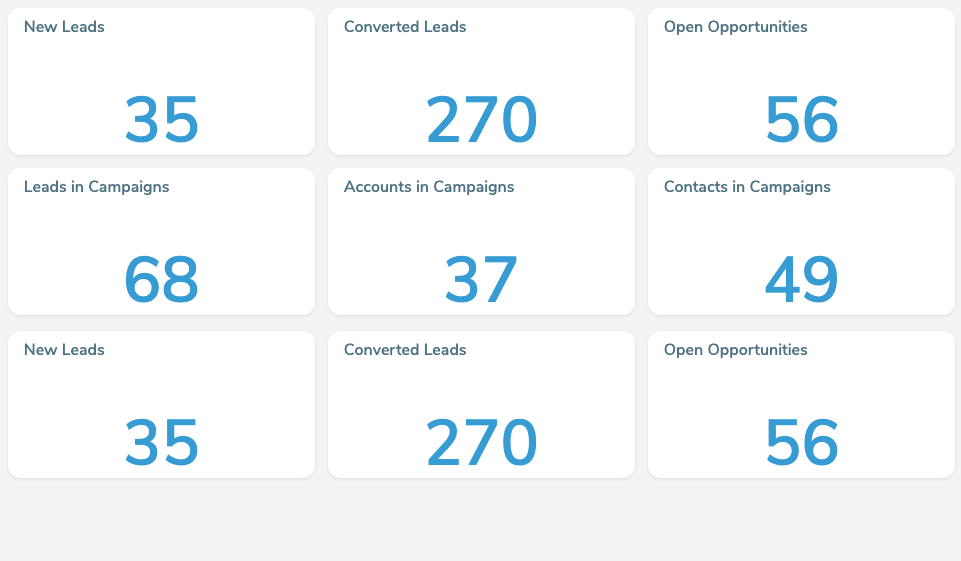 New Leads
Converted Leads
Open Opportunities
35
270
56
Leads in Campaigns
Accounts in Campaigns
Contacts in Campaigns
68
37
49
New Leads
Converted Leads
Open Opportunities
35
270
56